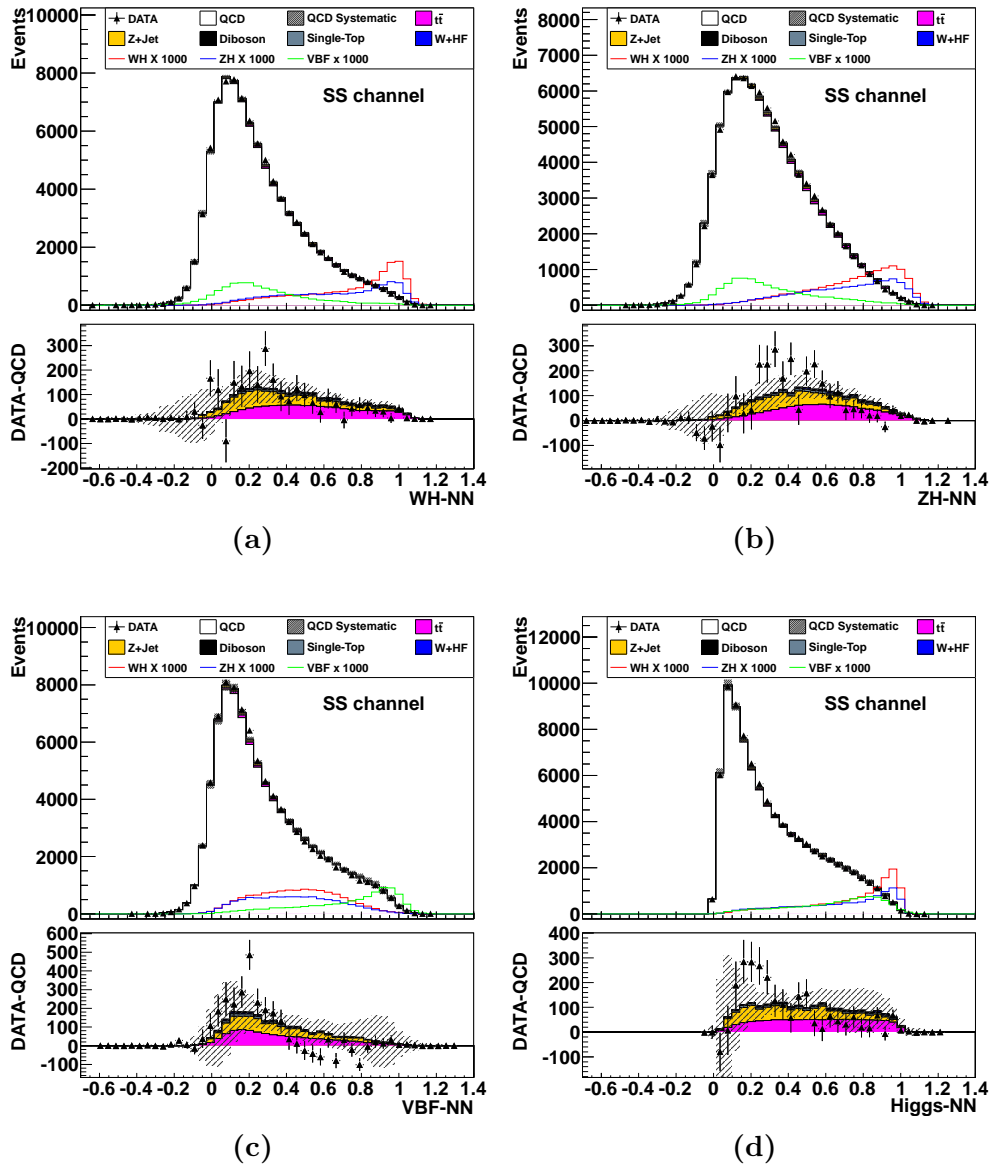 Events
DATA QCD QCD Systematic tt̄
Z+Jet Diboson Single-Top W+HF
WH X 1000 ZH X 1000 VBF x 1000
SS channel
10000
8000
6000
4000
2000
0
DATA-QCD
300
200
100
0
-100
-200
-0.6 -0.4 -0.2 0 0.2 0.4 0.6 0.8 1 1.2 1.4
WH-NN
(a)
Events
DATA QCD QCD Systematic tt̄
Z+Jet Diboson Single-Top W+HF
WH X 1000 ZH X 1000 VBF x 1000
SS channel
8000
7000
6000
5000
4000
3000
2000
1000
0
DATA-QCD
300
200
100
0
-100
-0.6 -0.4 -0.2 0 0.2 0.4 0.6 0.8 1 1.2 1.4
ZH-NN
(b)
Events
DATA QCD QCD Systematic tt̄
Z+Jet Diboson Single-Top W+HF
WH X 1000 ZH X 1000 VBF x 1000
SS channel
10000
8000
6000
4000
2000
0
DATA-QCD
600
500
400
300
200
100
0
-100
-0.6 -0.4 -0.2 0 0.2 0.4 0.6 0.8 1 1.2 1.4
VBF-NN
(c)
Events
DATA QCD QCD Systematic tt̄
Z+Jet Diboson Single-Top W+HF
WH X 1000 ZH X 1000 VBF x 1000
SS channel
12000
10000
8000
6000
4000
2000
0
DATA-QCD
400
300
200
100
0
-100
-0.6 -0.4 -0.2 0 0.2 0.4 0.6 0.8 1 1.2 1.4
Higgs-NN
(d)